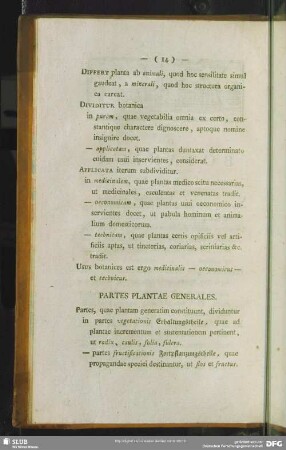 — ( 14 ) —
DIFFERT planta ab animali, quod hoc sensilitate simul
gaudeat, a minerali, quod hoc structura organi-
ca careat.
DIVIDITUR botanica
in puram, quae vegetabilia omnia ex certo, con-
stantique charactere dignoscere, aptoque nomine
insignire docet.
— applicatam, quae plantas duntaxat determinato
cuidam usui inservientes, considerat.
APPLICATA iterum subdividitur.
in medicinalem, quae plantas medico scitu necessarias,
ut medicinales, esculentas et venenatas tradit.
— oeconomicam, quae plantas usui oeconomico in-
servientes docet, ut pabula hominum et anima-
lium domesticorum.
— technicam, quae plantas certis opificiis vel arti-
ficiis aptas, ut tinctorias, coriarias, scriniarias &c.
tradit.
USUS botanices est ergo medicinalis — oeconomicus —
et technicus.
PARTES PLANTAE GENERALES.
Partes, quae plantam generatim constituunt, dividuntur
in partes vegetationis Erhaltungstheile, quae ad
plantae incrementum et sustentationem pertinent,
ut radix, caulis, folia, fulcra.
— partes fructificationis Fortpflanzungstheile, quae
propagandae speciei destinantur, ut flos et fructus.
SLUB
DFG